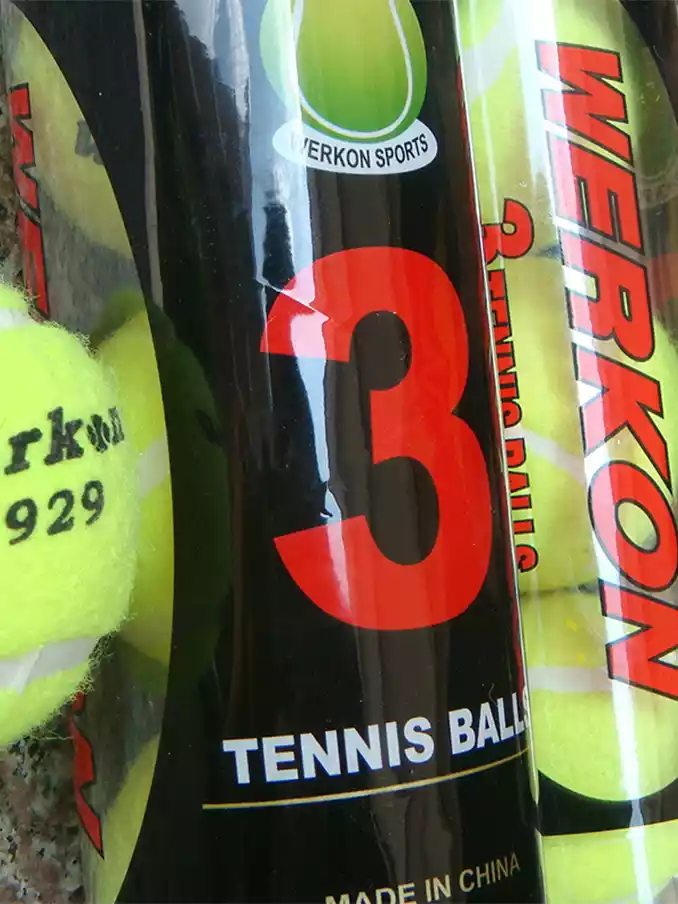 WERKON SPORTS
3
TENNIS BALLS
MADE IN CHINA
WERKON
3 TENNIS BALLS
rkon
929